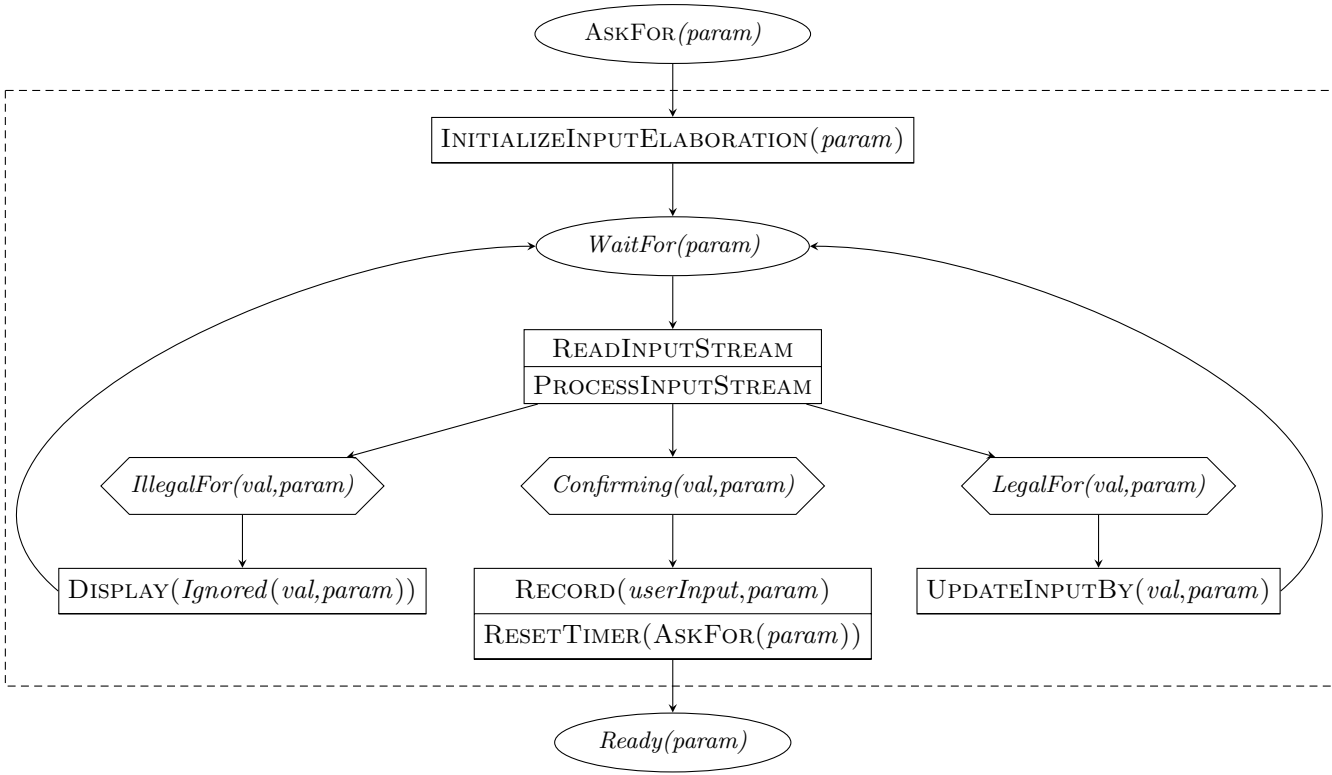 AskFor(param)
InitializeInputElaboration(param)
WaitFor(param)
ReadInputStream
ProcessInputStream
IllegalFor(val,param)
Confirming(val,param)
LegalFor(val,param)
Display(Ignored(val,param))
Record(userInput,param)
UpdateInputBy(val,param)
ResetTimer(AskFor(param))
Ready(param)